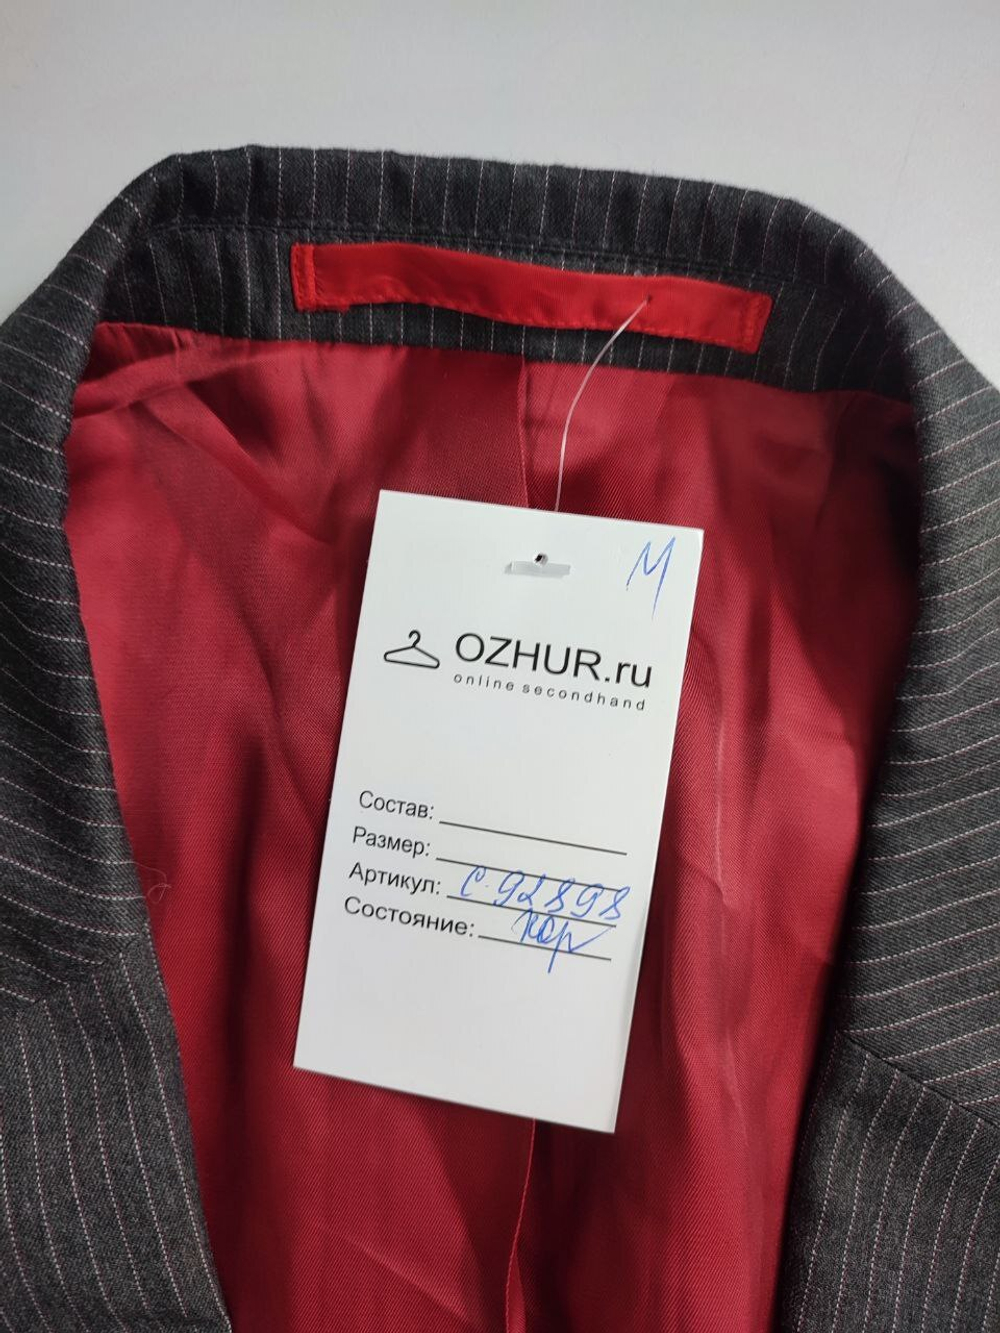 М
OZHUR.ru
online secondhand
Состав:
Размер:
Артикул: С-92898
Состояние: хор